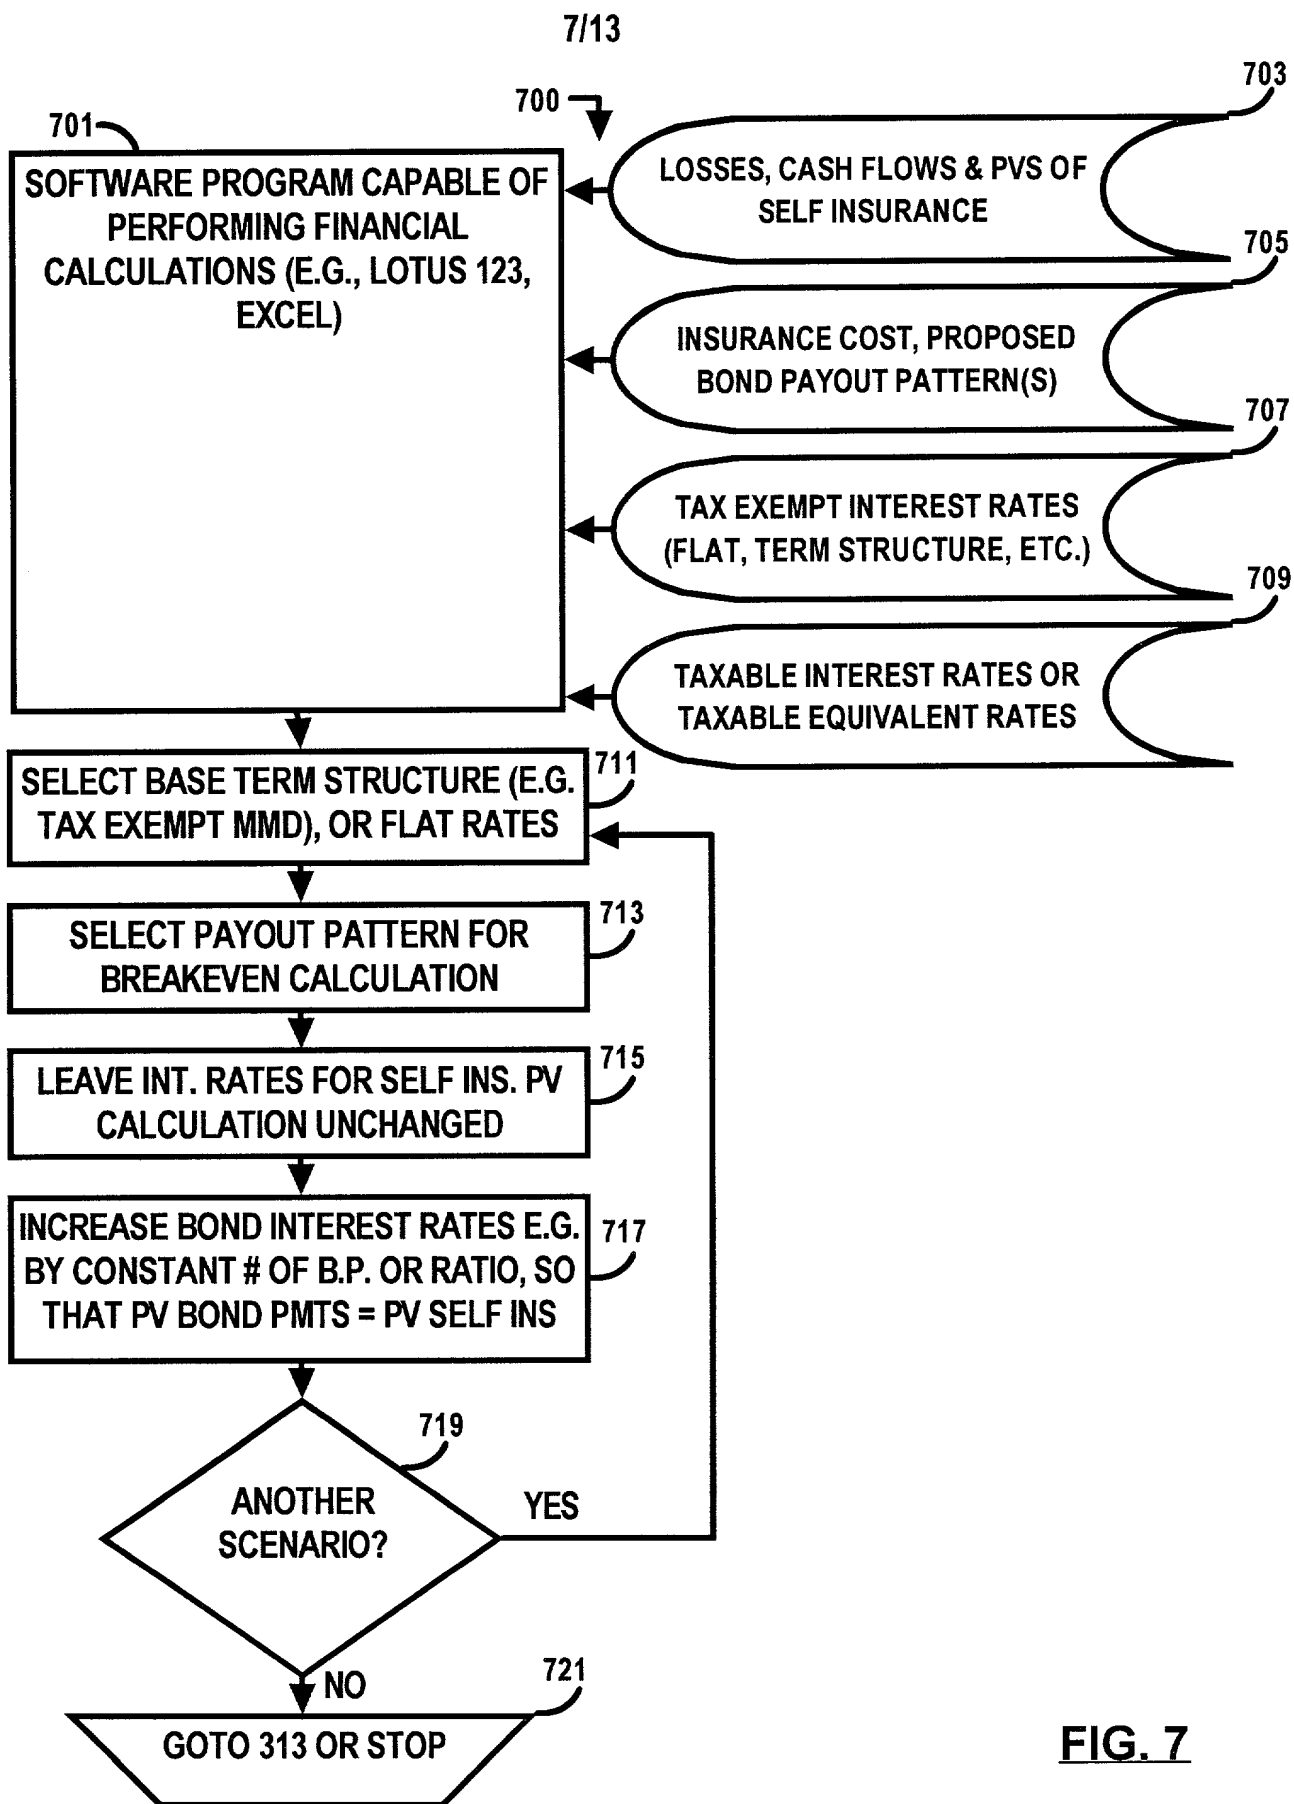 7/13
700
701
703
SOFTWARE PROGRAM CAPABLE OF
PERFORMING FINANCIAL
CALCULATIONS (E.G., LOTUS 123,
EXCEL)
LOSSES, CASH FLOWS & PVS OF
SELF INSURANCE
705
INSURANCE COST, PROPOSED
BOND PAYOUT PATTERN(S)
707
TAX EXEMPT INTEREST RATES
(FLAT, TERM STRUCTURE, ETC.)
709
TAXABLE INTEREST RATES OR
TAXABLE EQUIVALENT RATES
711
SELECT BASE TERM STRUCTURE (E.G.
TAX EXEMPT MMD), OR FLAT RATES
713
SELECT PAYOUT PATTERN FOR
BREAKEVEN CALCULATION
715
LEAVE INT. RATES FOR SELF INS. PV
CALCULATION UNCHANGED
717
INCREASE BOND INTEREST RATES E.G.
BY CONSTANT # OF B.P. OR RATIO, SO
THAT PV BOND PMTS = PV SELF INS
719
ANOTHER
SCENARIO?
YES
NO
721
GOTO 313 OR STOP
FIG. 7